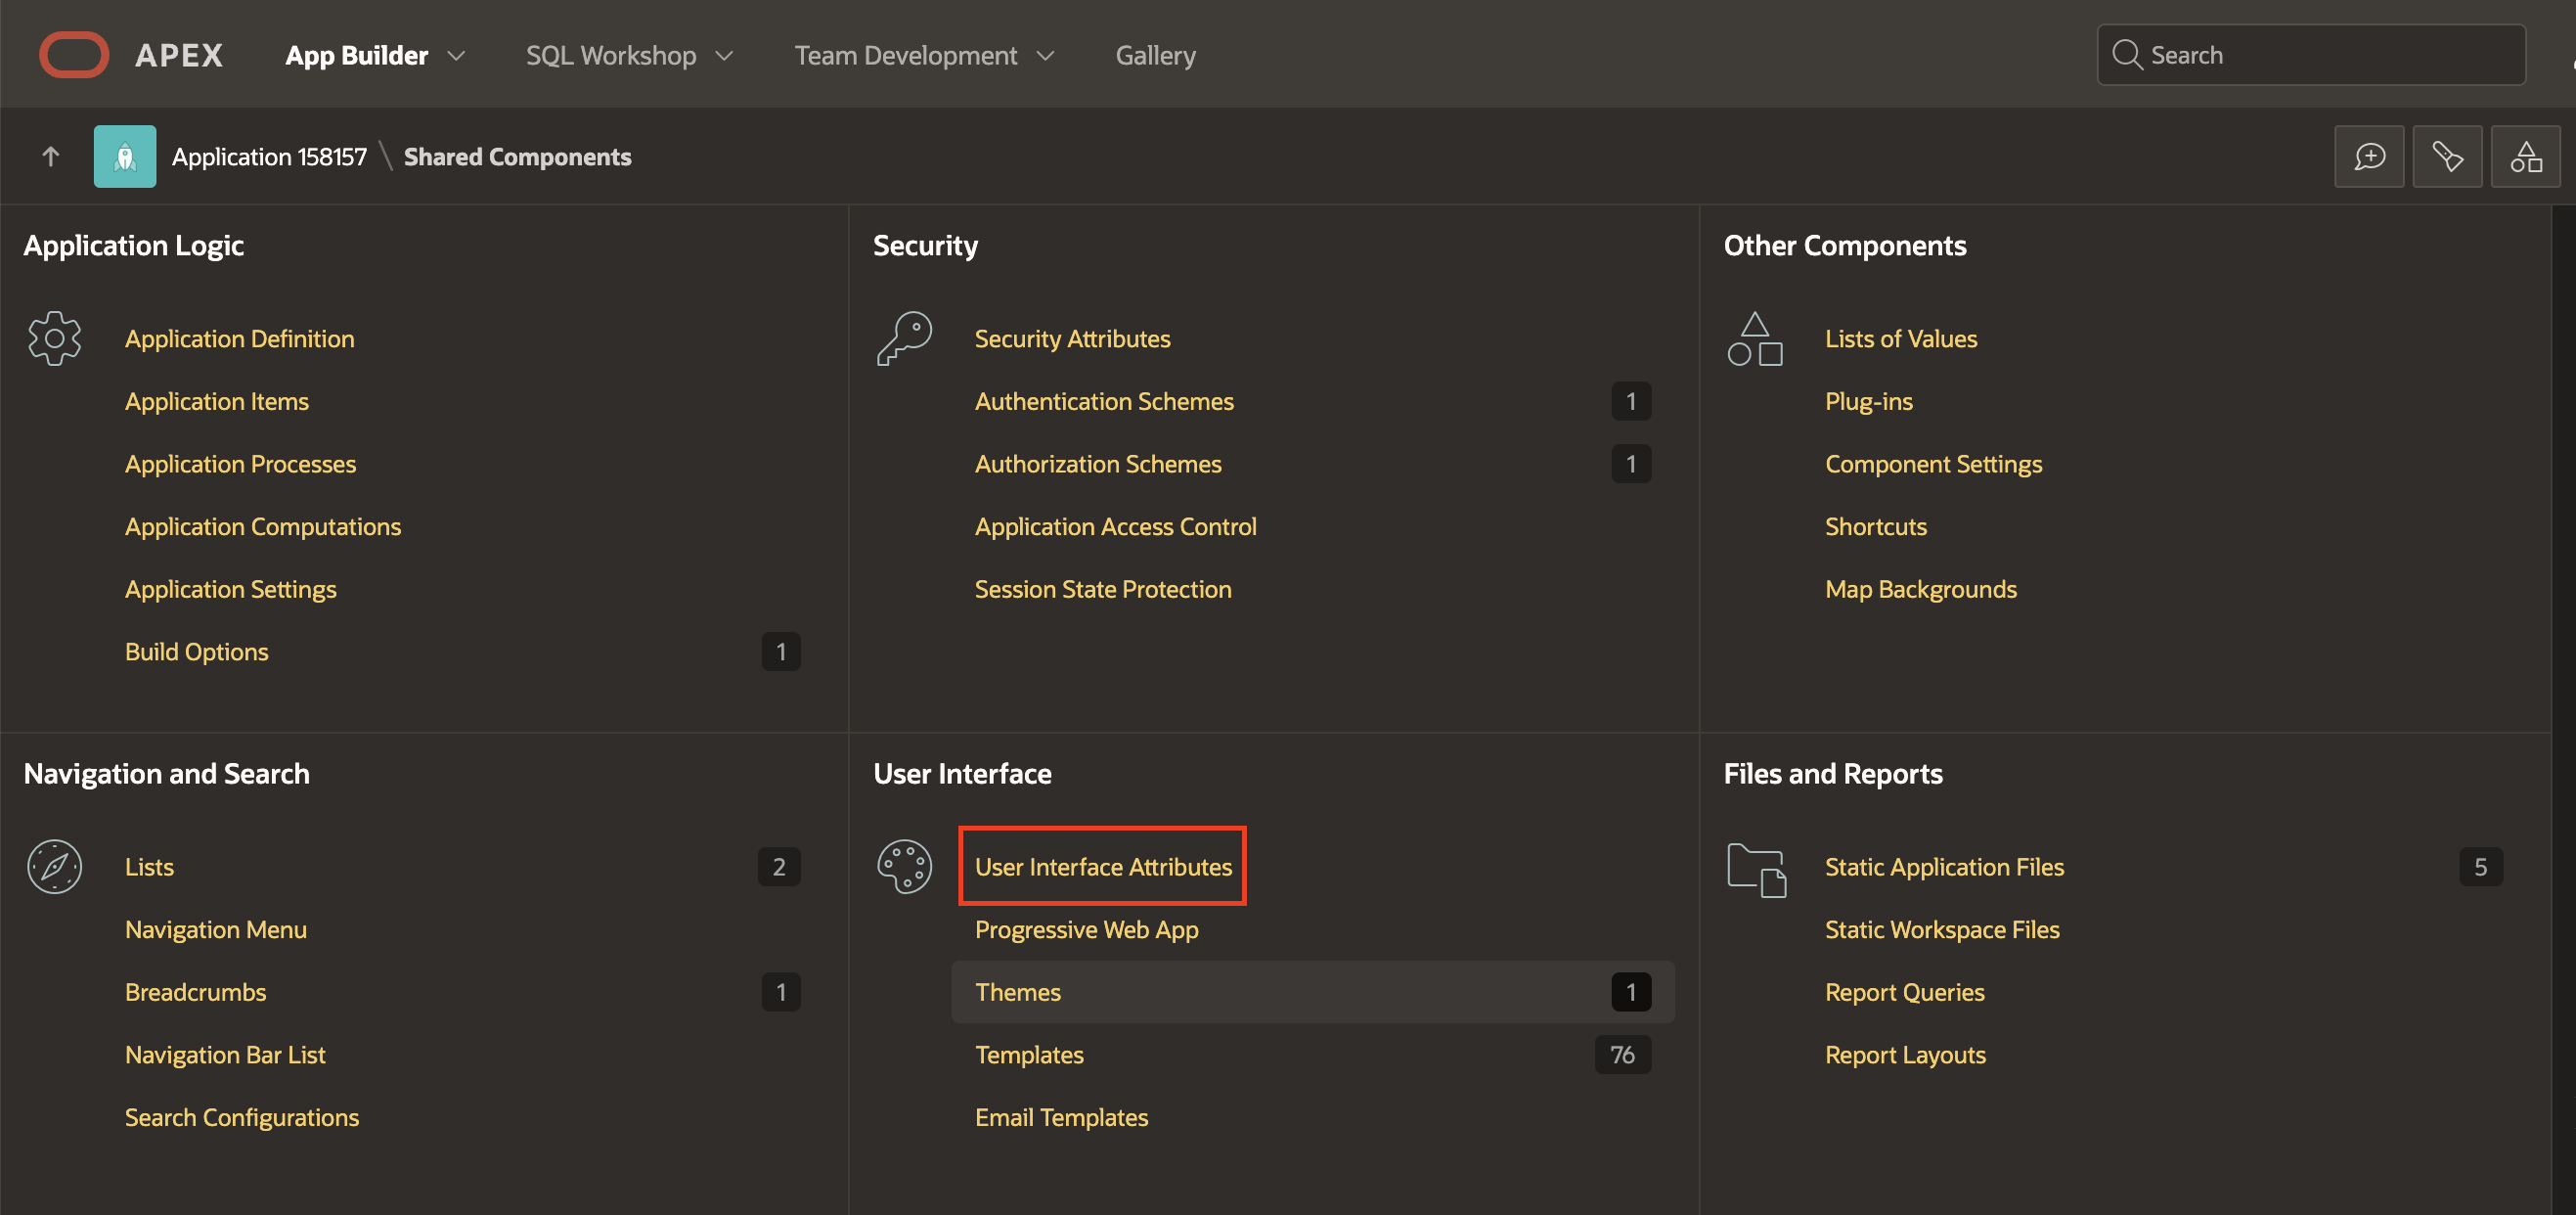 APEX App Builder SQL Workshop Team Development Gallery Search
Application 158157 \ Shared Components
Application Logic
Application Definition
Application Items
Application Processes
Application Computations
Application Settings
Build Options 1
Security
Security Attributes
Authentication Schemes 1
Authorization Schemes 1
Application Access Control
Session State Protection
Other Components
Lists of Values
Plug-ins
Component Settings
Shortcuts
Map Backgrounds
Navigation and Search
Lists 2
Navigation Menu
Breadcrumbs 1
Navigation Bar List
Search Configurations
User Interface
User Interface Attributes
Progressive Web App
Themes 1
Templates 76
Email Templates
Files and Reports
Static Application Files 5
Static Workspace Files
Report Queries
Report Layouts